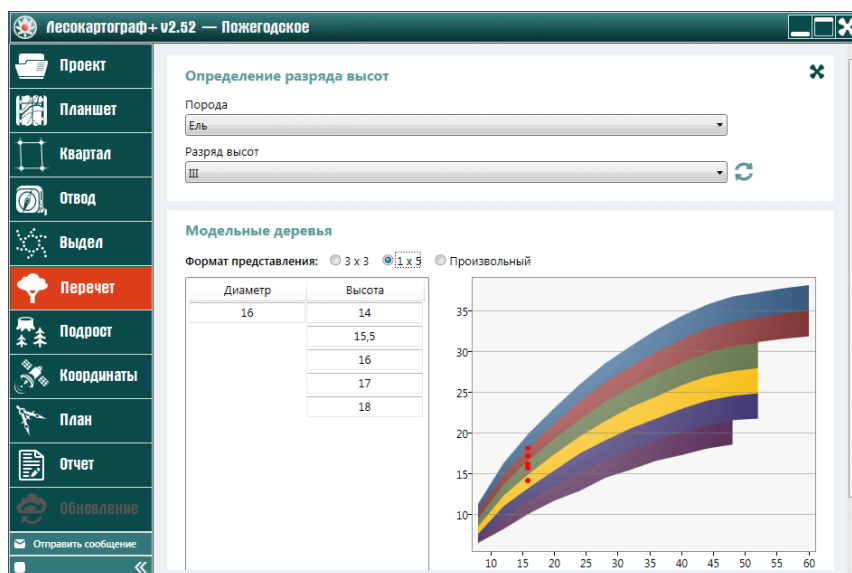 Лесокартограф+ v2.52 — Пожегодское
Проект
Планшет
Квартал
Отвод
Выдел
Перечет
Подрост
Координаты
План
Отчет
Обновление
Отправить сообщение
Определение разряда высот
Порода
Ель
Разряд высот
III
Модельные деревья
Формат представления: 3 x 3 1 x 5 Произвольный
Диаметр Высота
16 14
15,5
16
17
18
35
30
25
20
15
10
10 15 20 25 30 35 40 45 50 55 60